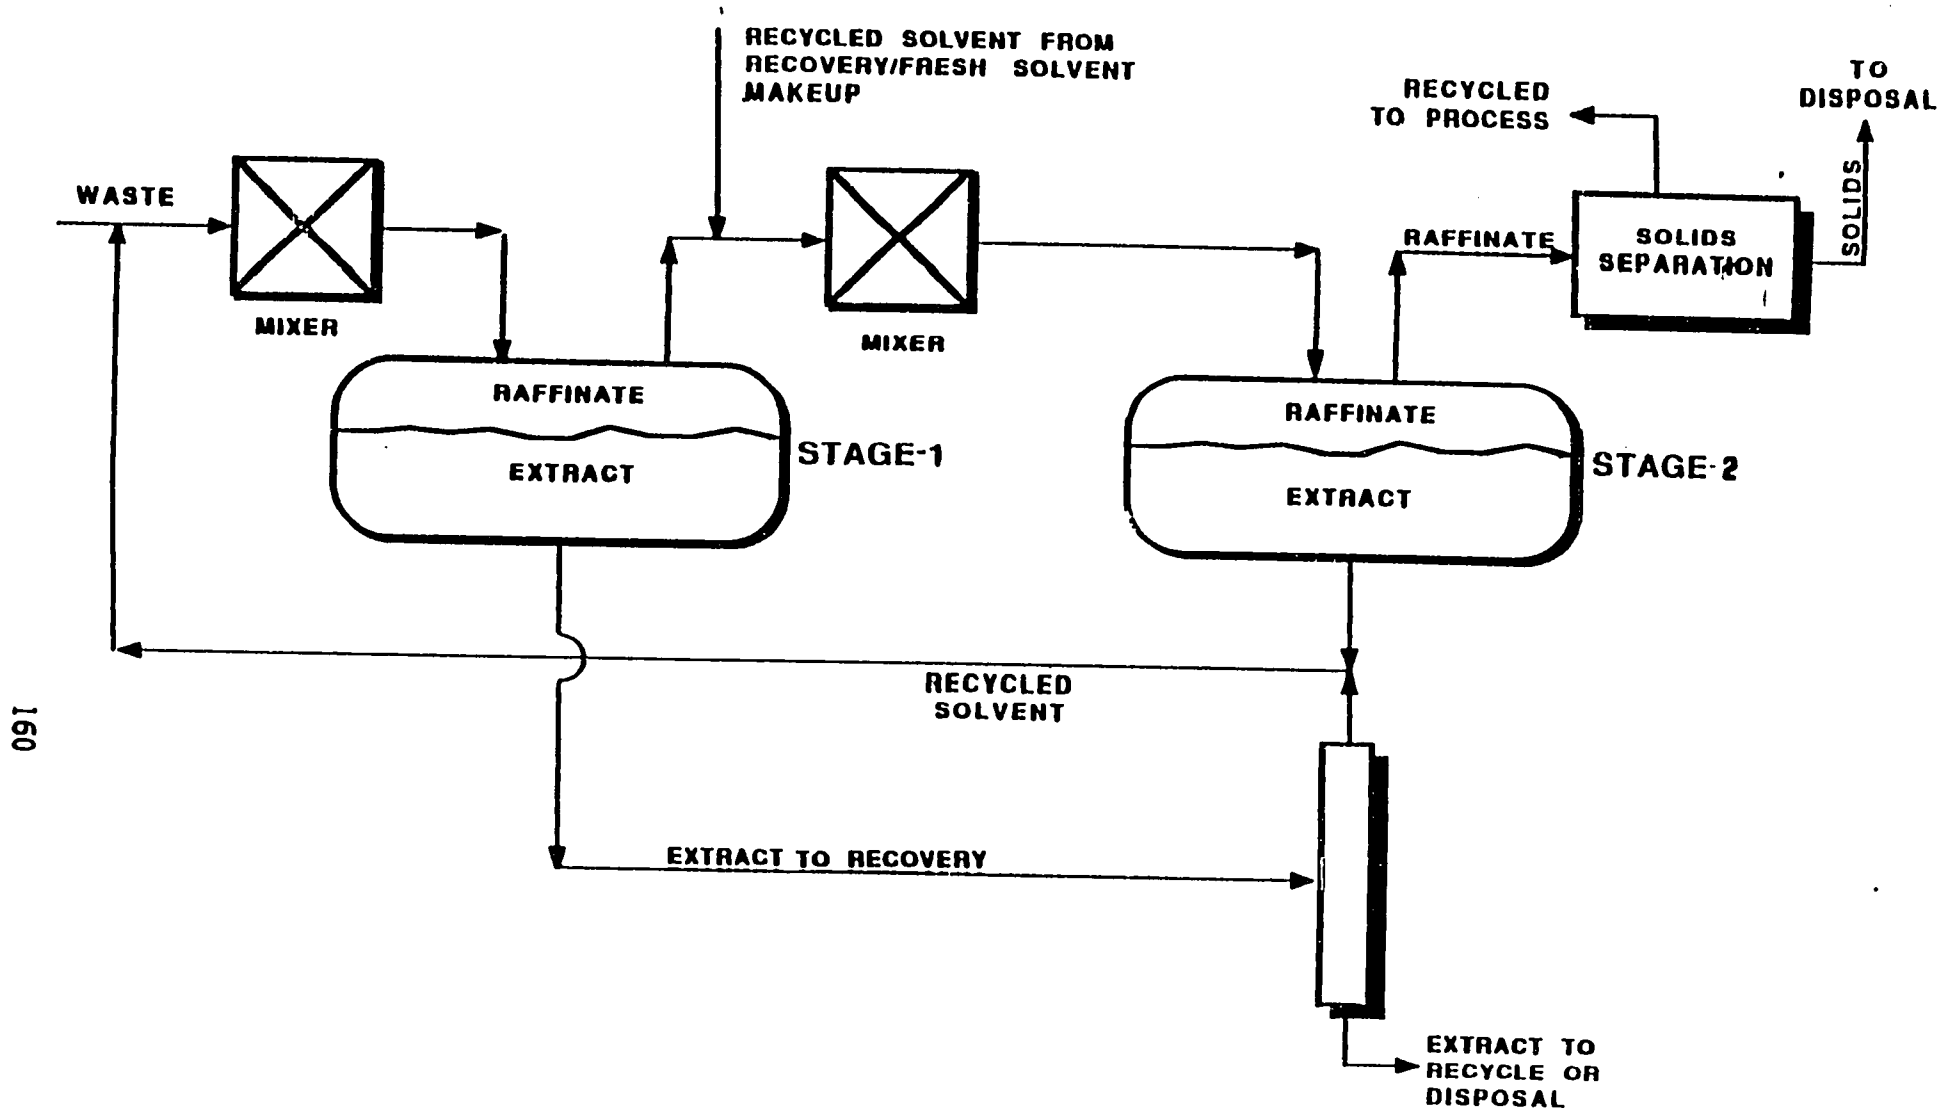 RECYCLED SOLVENT FROM
RECOVERY/FRESH SOLVENT
MAKEUP
TO
DISPOSAL
RECYCLED
TO PROCESS
WASTE
SOLIDS
RAFFINATE
SOLIDS
SEPARATION
MIXER
MIXER
RAFFINATE
EXTRACT
STAGE-1
RAFFINATE
EXTRACT
STAGE-2
RECYCLED
SOLVENT
160
EXTRACT TO RECOVERY
EXTRACT TO
RECYCLE OR
DISPOSAL